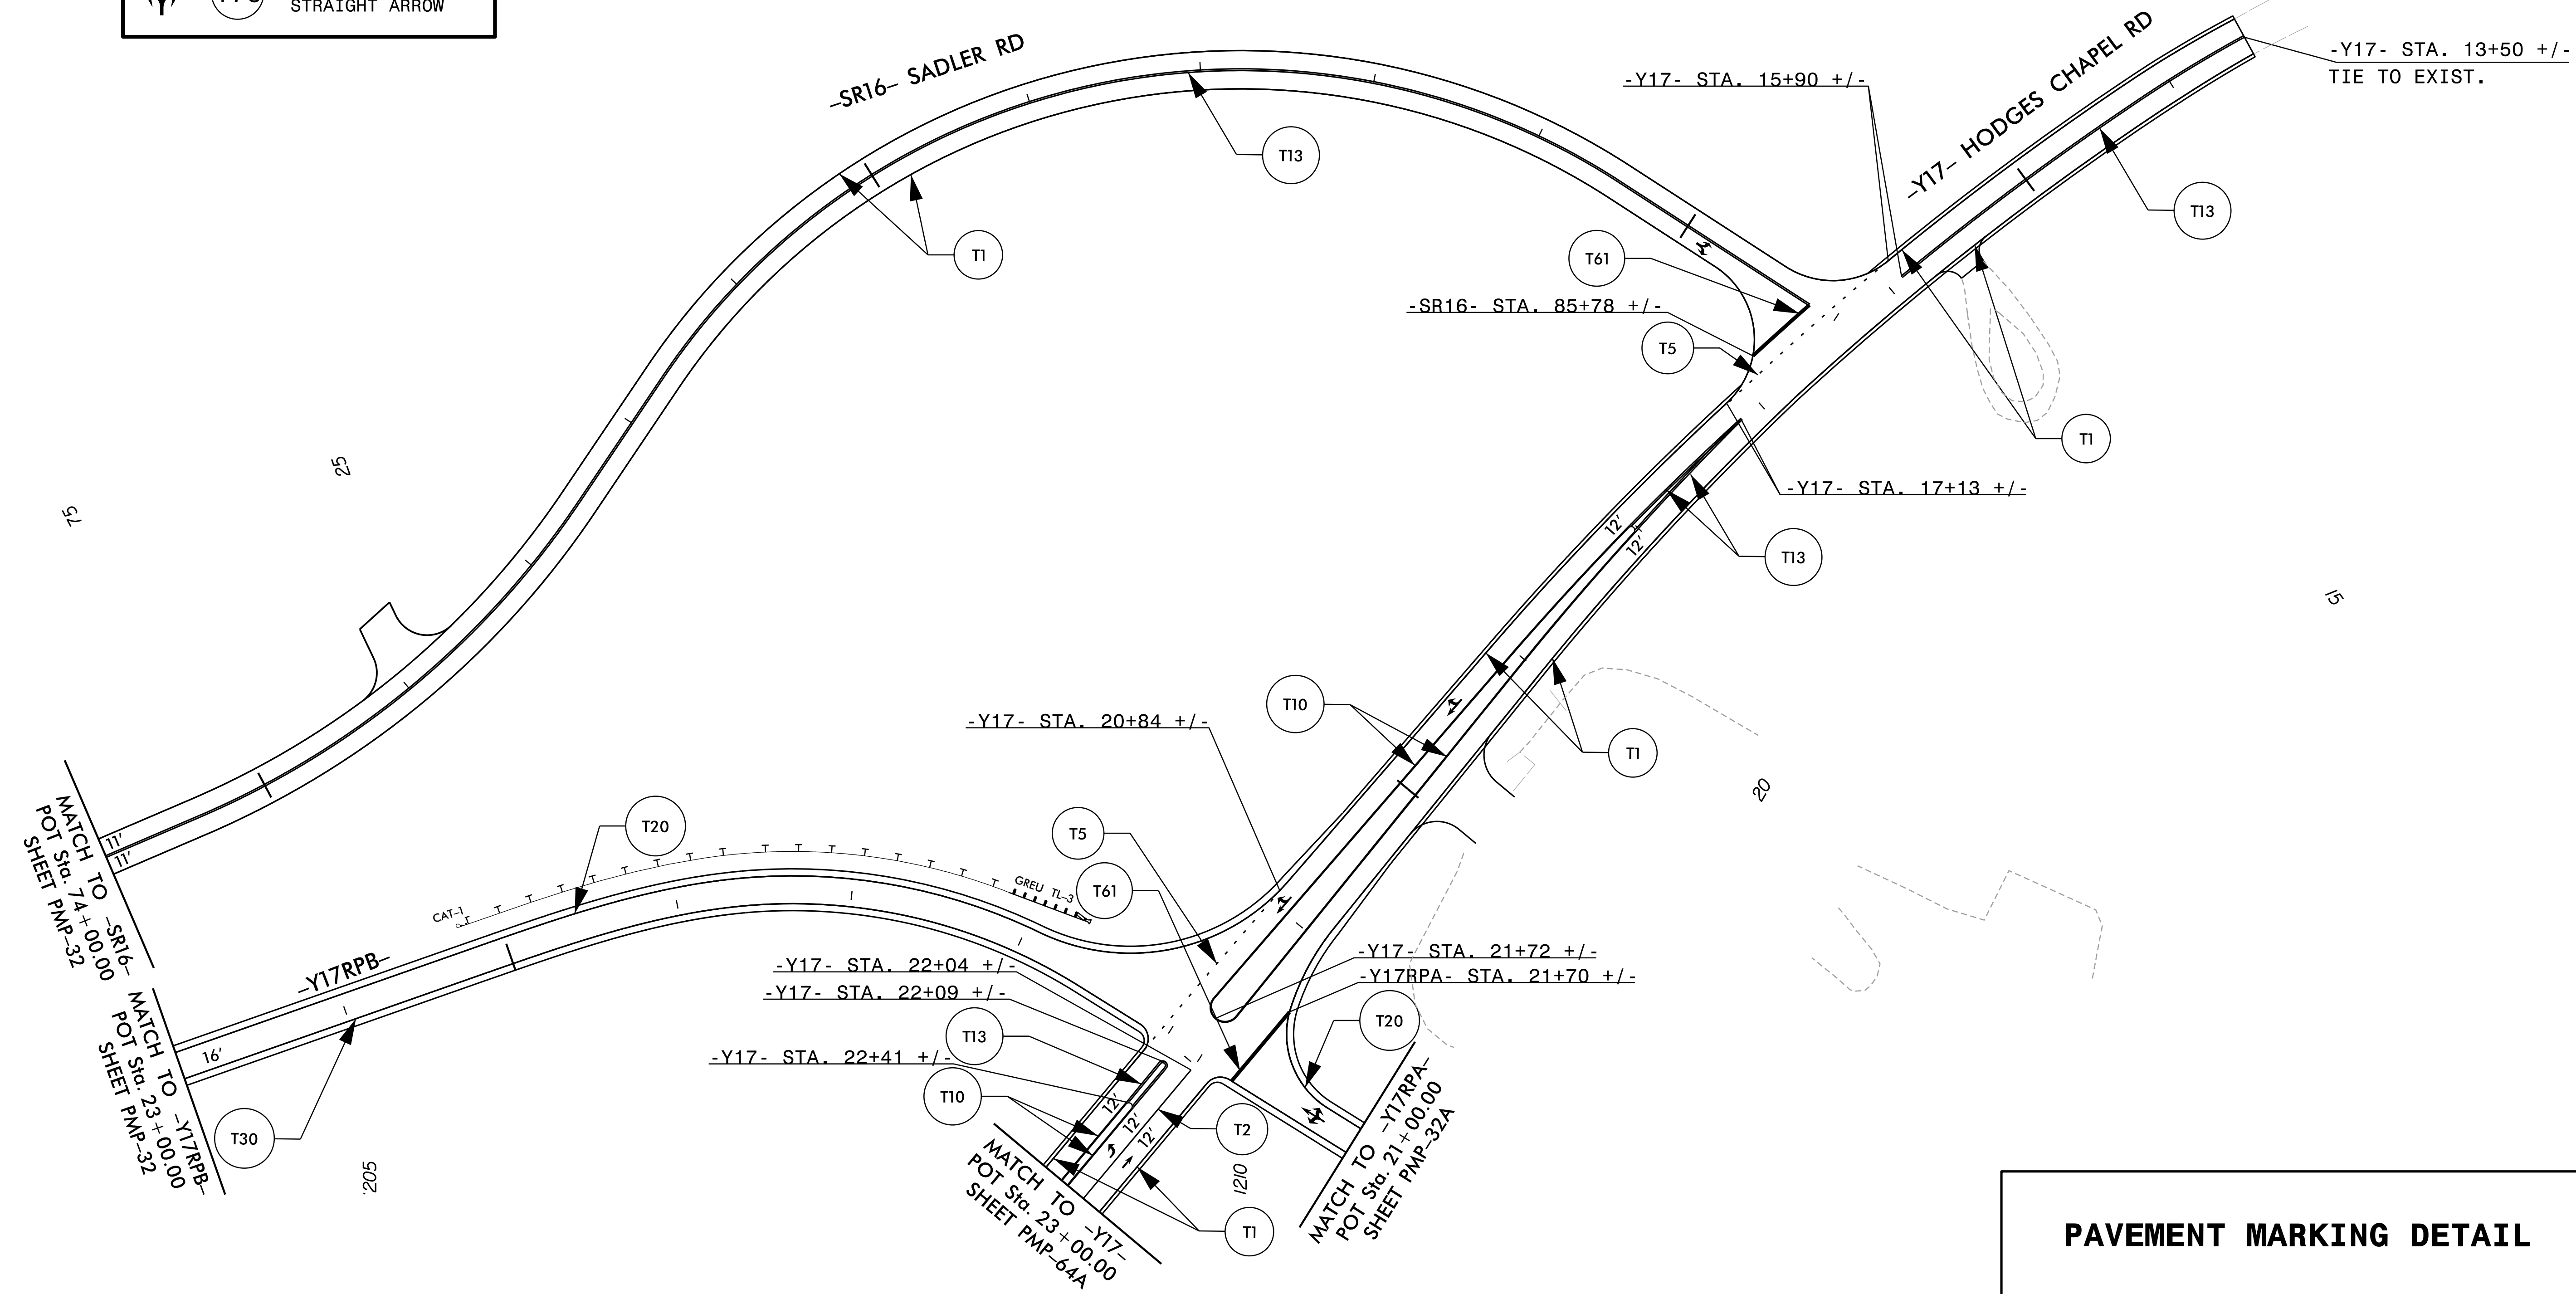 STRAIGHT ARROW
-SR16- SADLER RD
-Y17- HODGES CHAPEL RD
-Y17- STA. 13+50 +/-
TIE TO EXIST.
-Y17- STA. 15+90 +/-
T13
T13
T1
T61
-SR16- STA. 85+78 +/-
T5
T1
-Y17- STA. 17+13 +/-
25
75
12'
12'
T13
15
T10
-Y17- STA. 20+84 +/-
T1
20
T20
T5
T61
GREU TL-3
CAT-1
11'
11'
MATCH TO -SR16-
POT Sta. 74+00.00
SHEET PMP-32
-Y17RPB-
-Y17- STA. 21+72 +/-
-Y17RPA- STA. 21+70 +/-
-Y17- STA. 22+04 +/-
-Y17- STA. 22+09 +/-
T13
T20
16'
-Y17- STA. 22+41 +/-
T10
12'
12'
12'
T2
MATCH TO -Y17RPB-
POT Sta. 23+00.00
SHEET PMP-32
T30
205
1210
MATCH TO -Y17RPA-
POT Sta. 21+00.00
SHEET PMP-32A
MATCH TO -Y17-
POT Sta. 23+00.00
SHEET PMP-64A
T1
PAVEMENT MARKING DETAIL